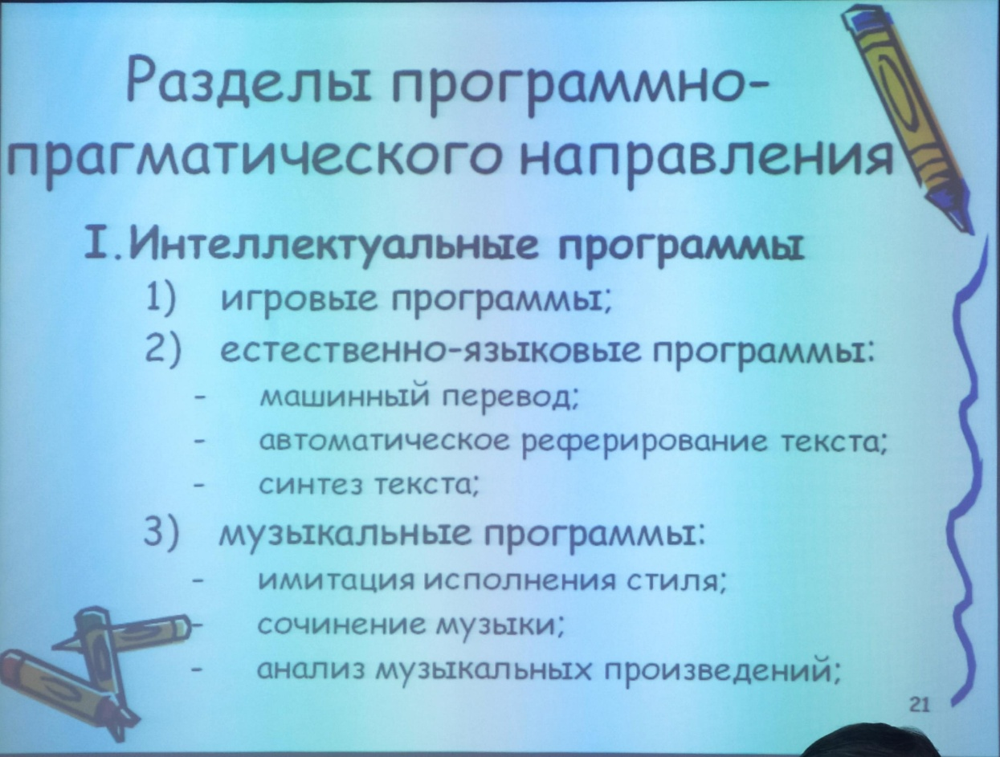 Разделы программно-
прагматического направления
I. Интеллектуальные программы
1) игровые программы;
2) естественно-языковые программы:
- машинный перевод;
- автоматическое реферирование текста;
- синтез текста;
3) музыкальные программы:
- имитация исполнения стиля;
- сочинение музыки;
- анализ музыкальных произведений;
21